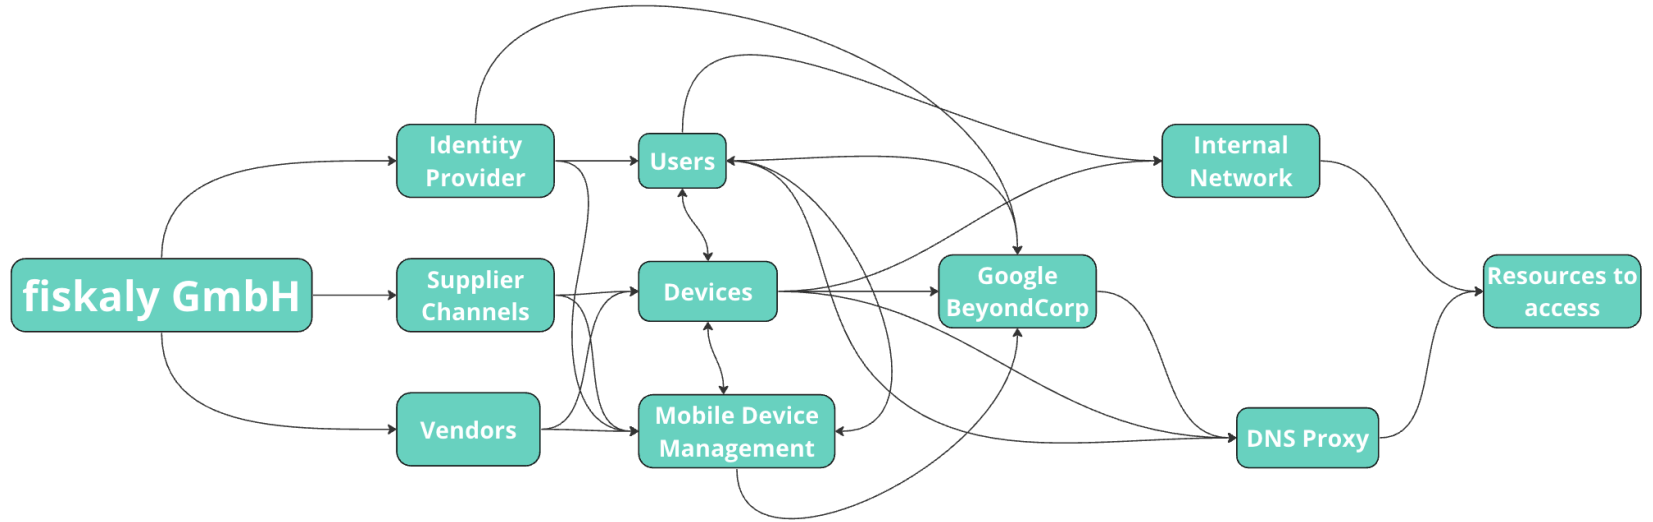 fiskaly GmbH
Identity
Provider
Supplier
Channels
Vendors
Users
Devices
Mobile Device
Management
Google
BeyondCorp
Internal
Network
DNS Proxy
Resources to
access